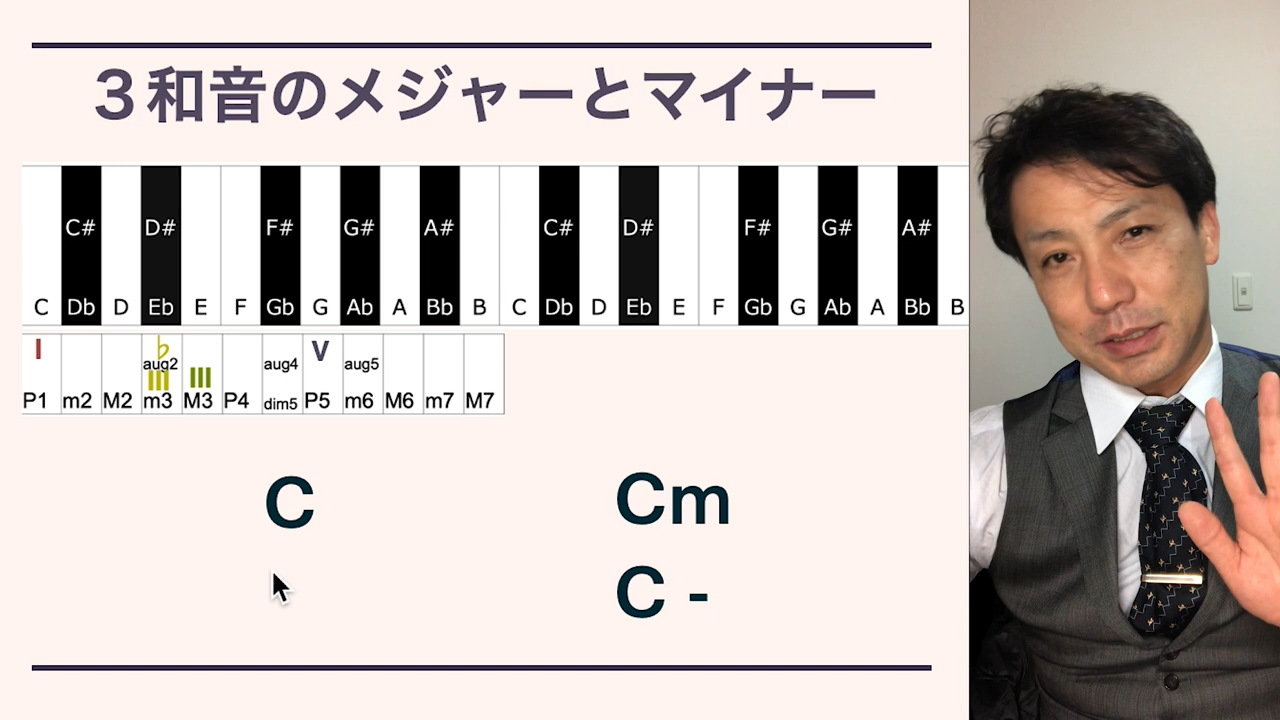 ３和音のメジャーとマイナー
C# D# F# G# A# C# D# F# G# A#
C Db D Eb E F Gb G Ab A Bb B C Db D Eb E F Gb G Ab A Bb B
I ♭ V
aug2 aug4 aug5
III III
P1 m2 M2 m3 M3 P4 dim5 P5 m6 M6 m7 M7
C Cm
C -